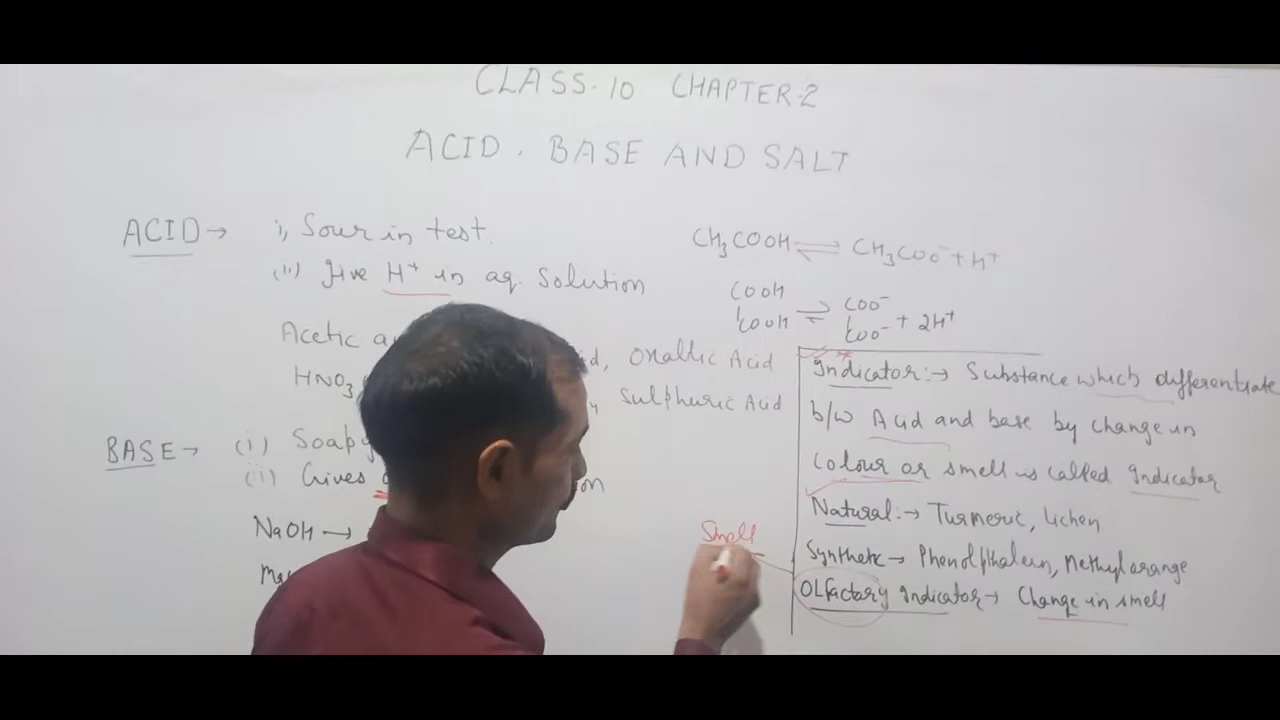 CLASS-10 CHAPTER-2
ACID, BASE AND SALT
ACID → i, Sour in test.
(ii) Give H⁺ in aq. Solution
Acetic
HNO₃
Oxallic Acid
Sulphuric Acid
BASE → (i) Soapy
(ii) Gives
NaOH →
CH₃COOH ⇌ CH₃COO⁻ + H⁺
COOH
COOH ⇌ COO⁻
COO⁻ + 2H⁺
Indicator:→ Substance which differentiate
b/w Acid and base by change in
Colour or smell is called Indicator
Natural:→ Turmeric, Lichen
Synthetic → Phenolpthalein, Methyl orange
OLfactory Indicator → Change in smell
Smell